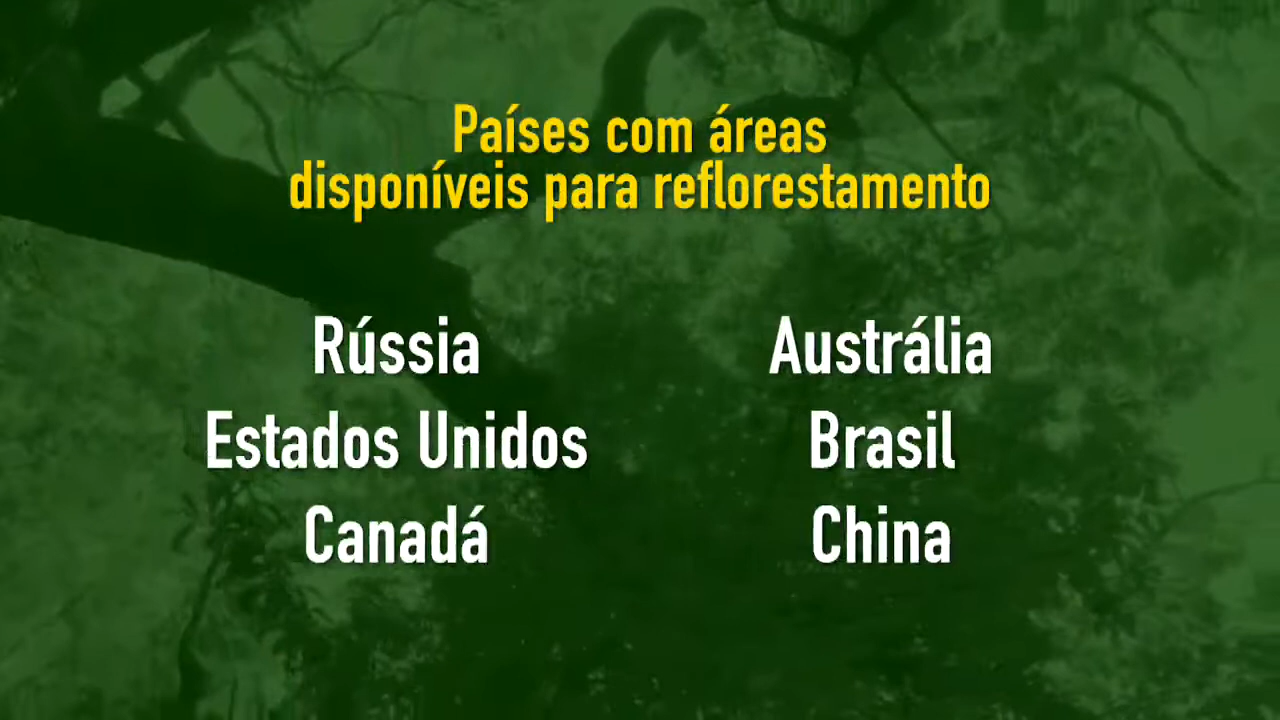 Países com áreas
disponíveis para reflorestamento
Rússia
Estados Unidos
Canadá
Austrália
Brasil
China